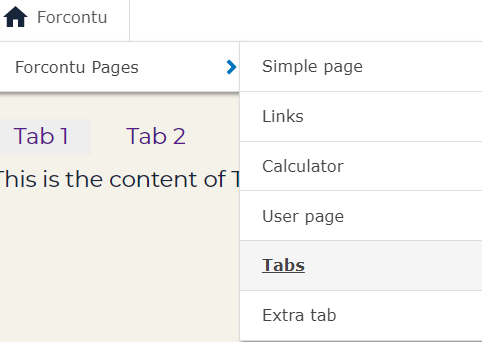 Forcontu
Forcontu Pages
Simple page
Links
Calculator
User page
Tabs
Extra tab
Tab 1
Tab 2
This is the content of T